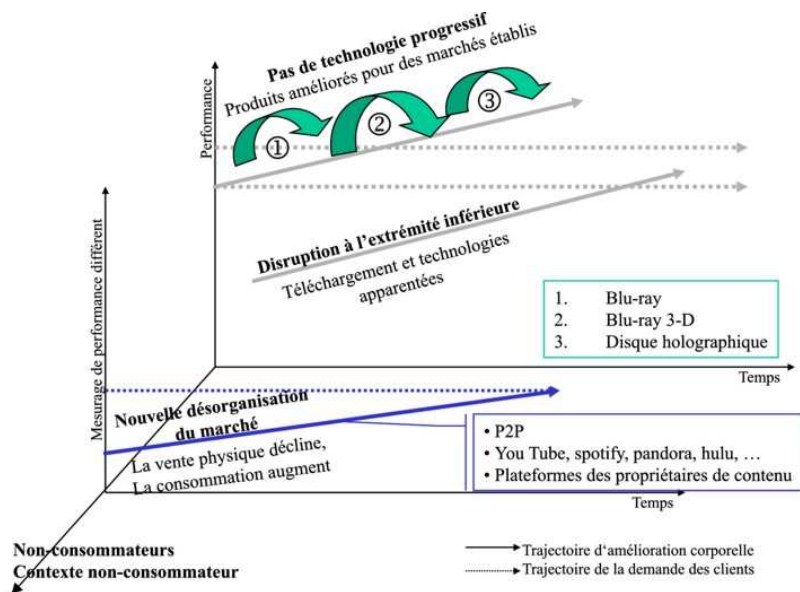 Pas de technologie progressif
Produits améliorés pour des marchés établis
Performance
①
②
③
Disruption à l'extrémité inférieure
Téléchargement et technologies
apparentées
1. Blu-ray
2. Blu-ray 3-D
3. Disque holographique
Temps
Mesurage de performance différent
Nouvelle désorganisation
du marché
La vente physique décline,
La consommation augment
• P2P
• You Tube, spotify, pandora, hulu, …
• Plateformes des propriétaires de contenu
Temps
Non-consommateurs
Contexte non-consommateur
Trajectoire d'amélioration corporelle
Trajectoire de la demande des clients